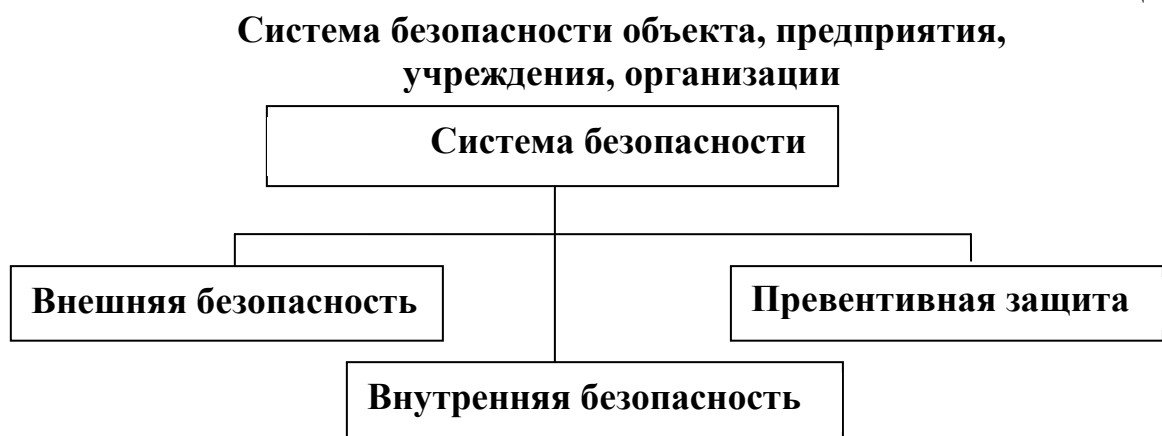 Система безопасности объекта, предприятия,
учреждения, организации
Система безопасности
Внешняя безопасность
Превентивная защита
Внутренняя безопасность